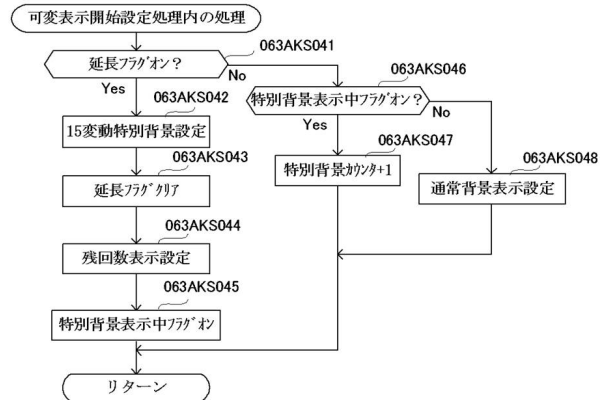 可変表示開始設定処理内の処理
063AKS041
延長ﾌﾗｸﾞｵﾝ？
No
Yes
063AKS046
特別背景表示中ﾌﾗｸﾞｵﾝ？
No
Yes
063AKS042
15変動特別背景設定
063AKS047
特別背景ｶｳﾝﾀ+1
063AKS048
通常背景表示設定
063AKS043
延長ﾌﾗｸﾞｸﾘｱ
063AKS044
残回数表示設定
063AKS045
特別背景表示中ﾌﾗｸﾞｵﾝ
リターン